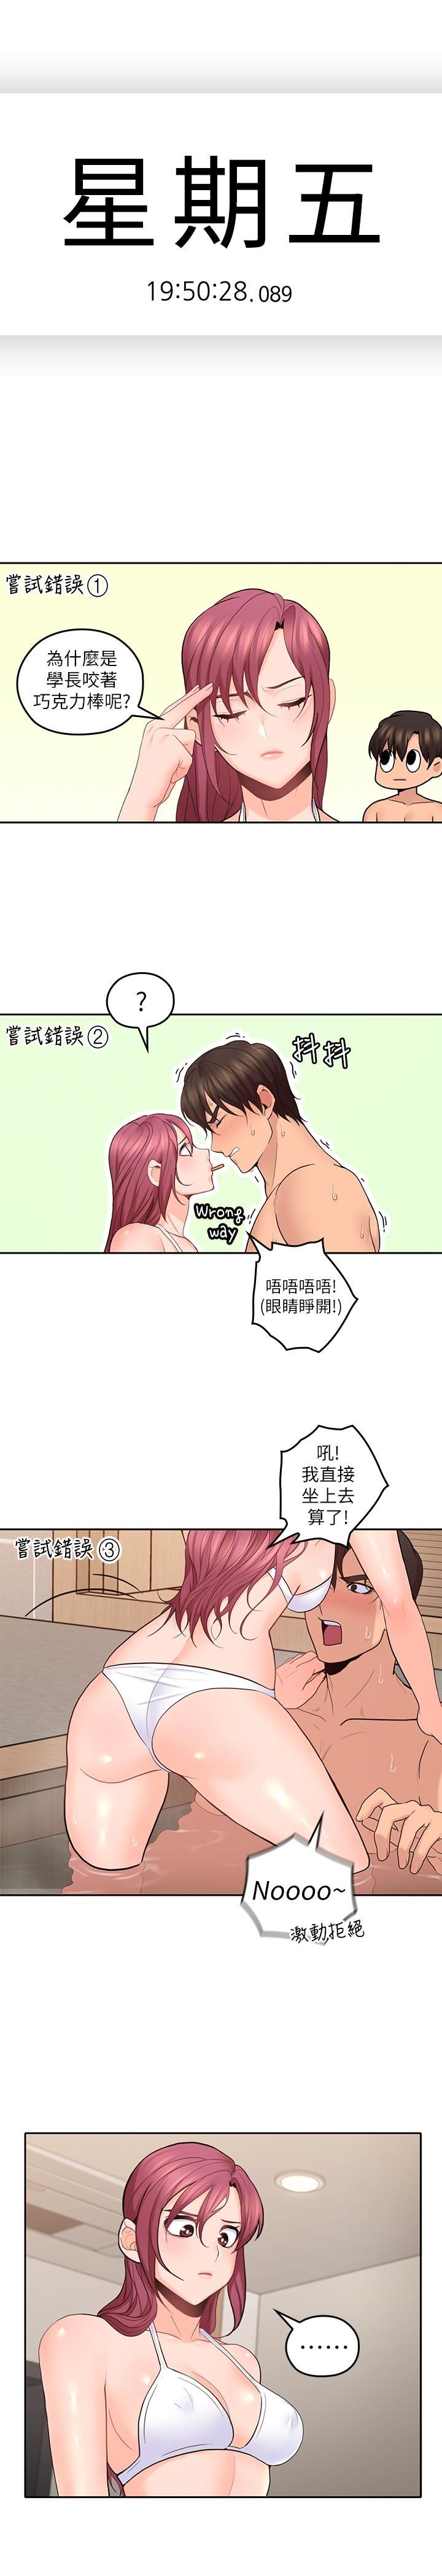 星期五
19:50:28.089
嘗試錯誤①
為什麼是
學長咬著
巧克力棒呢?
?
嘗試錯誤②
抖抖
Wrong
way
唔唔唔唔!
(眼睛睜開!)
吼!
我直接
坐上去
算了!
嘗試錯誤③
Noooo~
激動拒絕
……